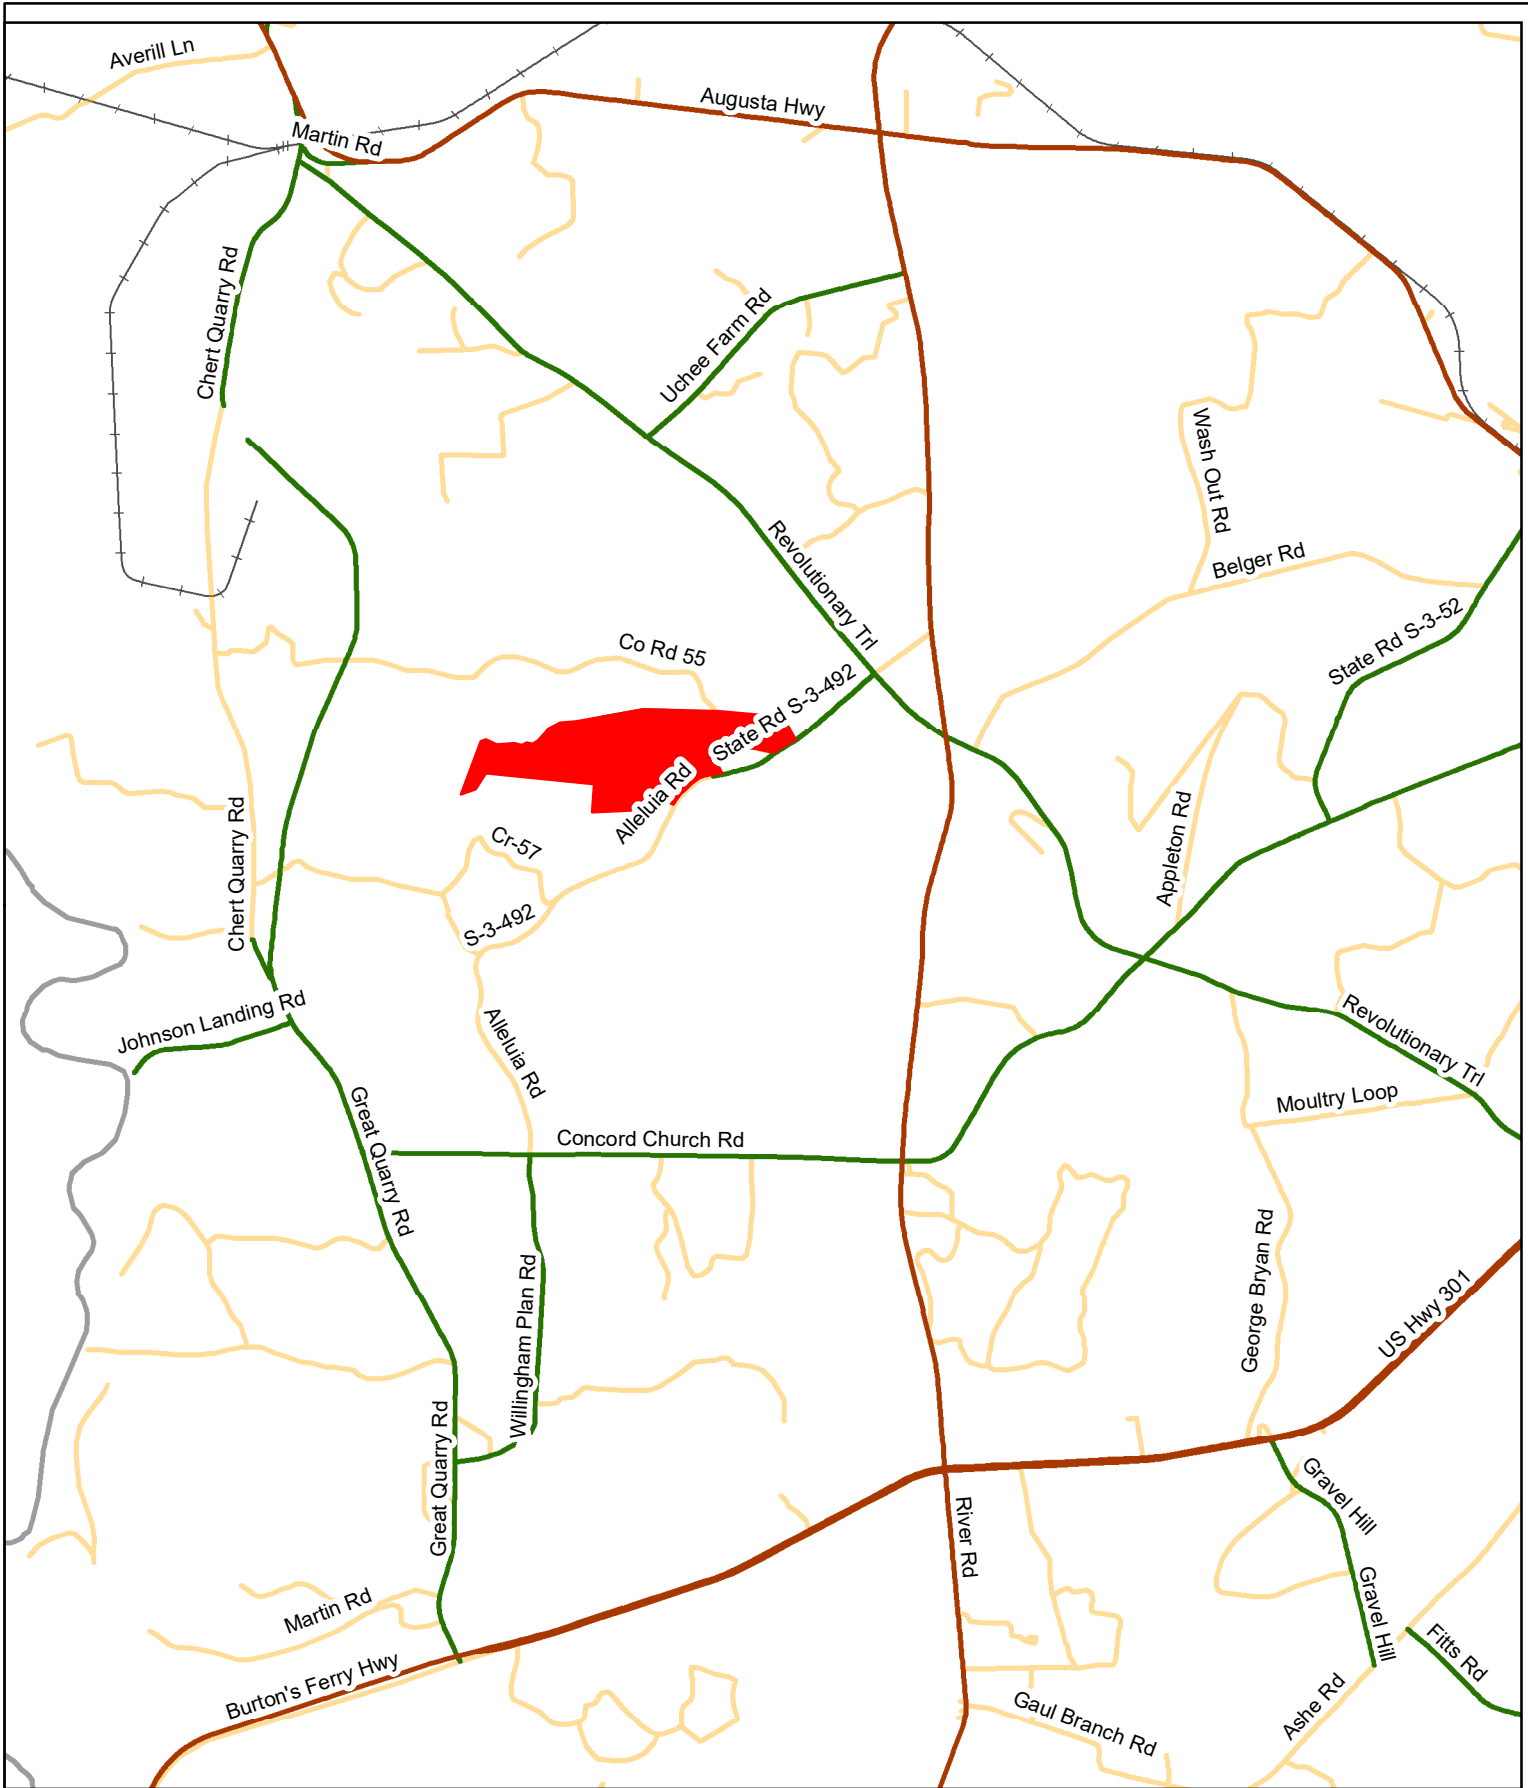 Averill Ln
Augusta Hwy
Martin Rd
Chert Quarry Rd
Uchee Farm Rd
Wash Out Rd
Revolutionary Trl
Belger Rd
State Rd S-3-52
Co Rd 55
State Rd S-3-492
Alleluia Rd
Appleton Rd
Chert Quarry Rd
Cr-57
S-3-492
Johnson Landing Rd
Alleluia Rd
Revolutionary Trl
Moultry Loop
Great Quarry Rd
Concord Church Rd
George Bryan Rd
Willingham Plan Rd
US Hwy 301
Great Quarry Rd
River Rd
Gravel Hill
Gravel Hill
Martin Rd
Fitts Rd
Burton's Ferry Hwy
Gaul Branch Rd
Ashe Rd